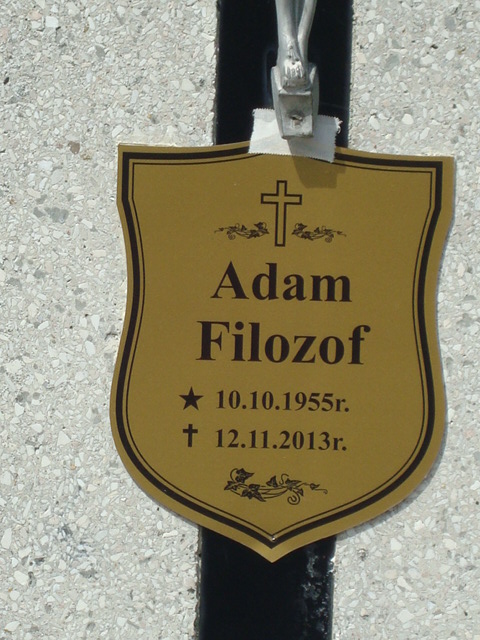 Adam
Filozof
★ 10.10.1955r.
✝ 12.11.2013r.